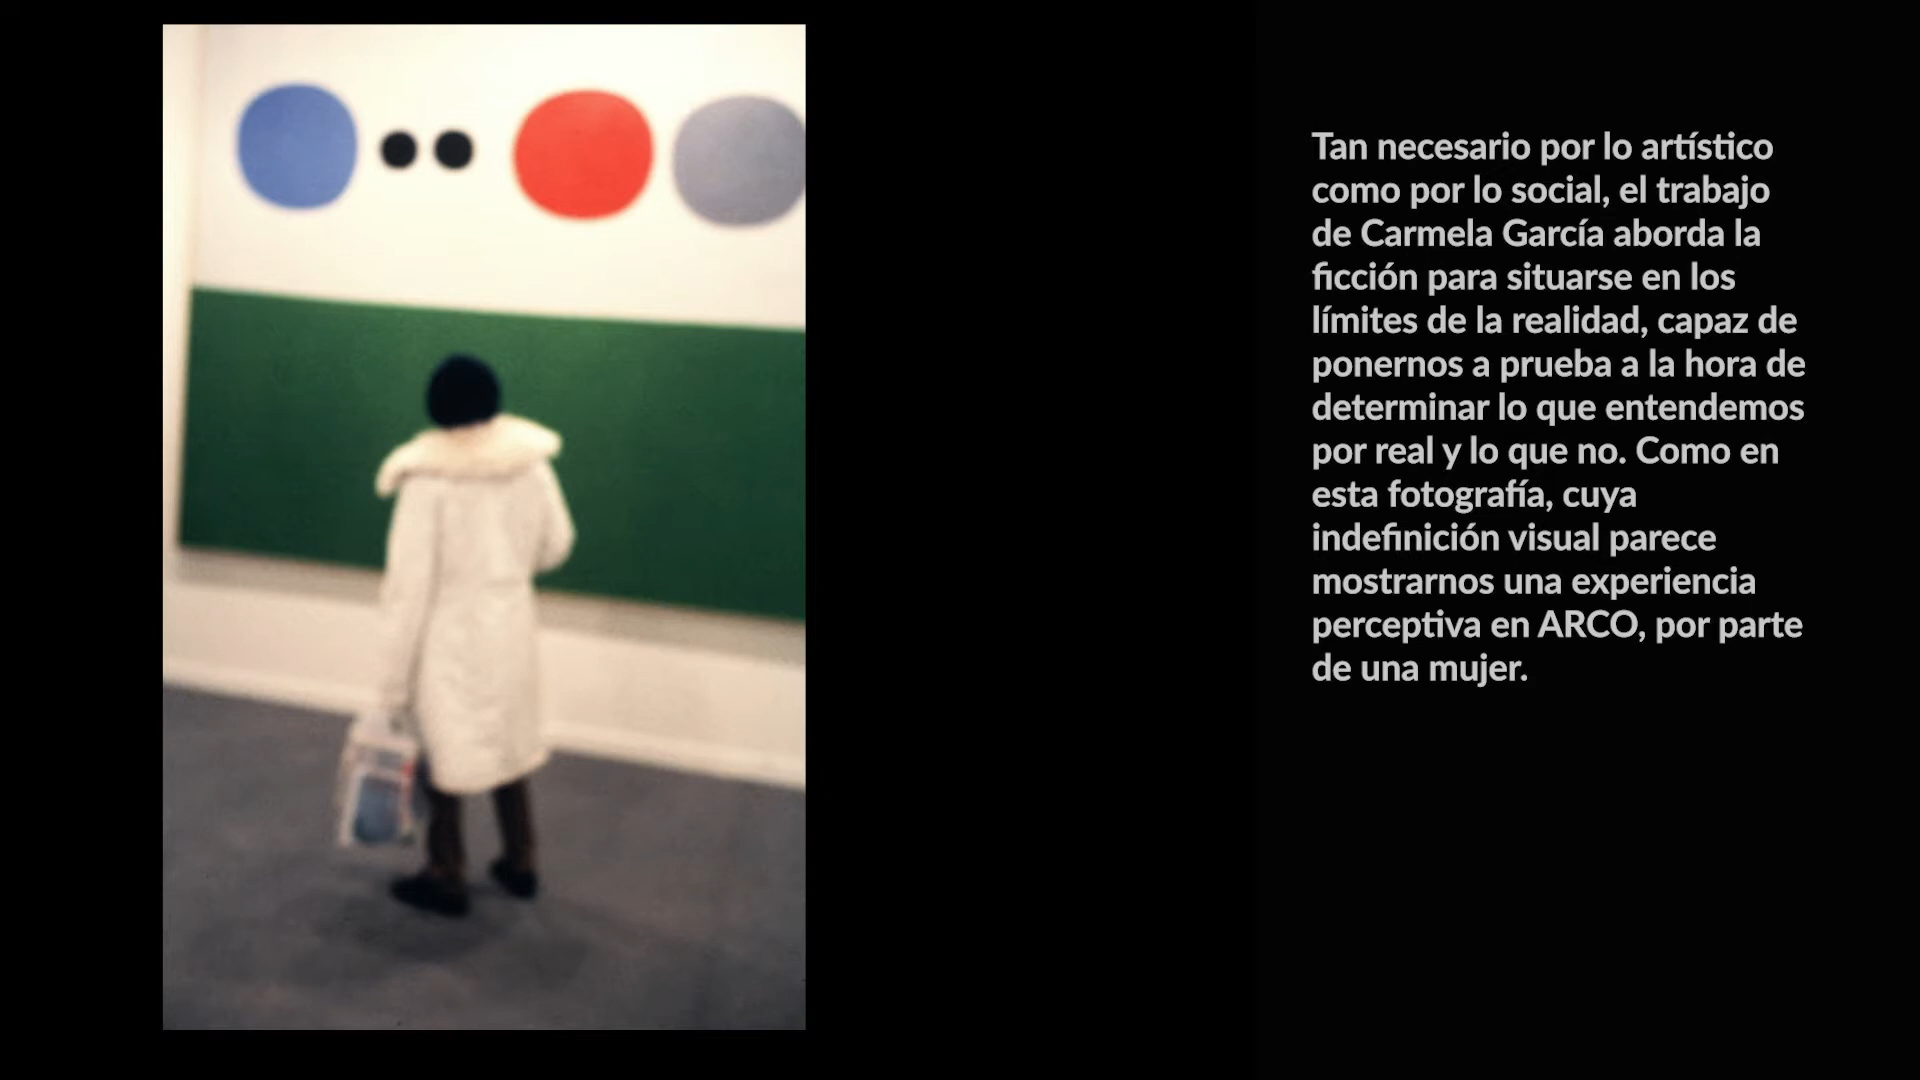 Tan necesario por lo artístico
como por lo social, el trabajo
de Carmela García aborda la
ficción para situarse en los
límites de la realidad, capaz de
ponernos a prueba a la hora de
determinar lo que entendemos
por real y lo que no. Como en
esta fotografía, cuya
indefinición visual parece
mostrarnos una experiencia
perceptiva en ARCO, por parte
de una mujer.